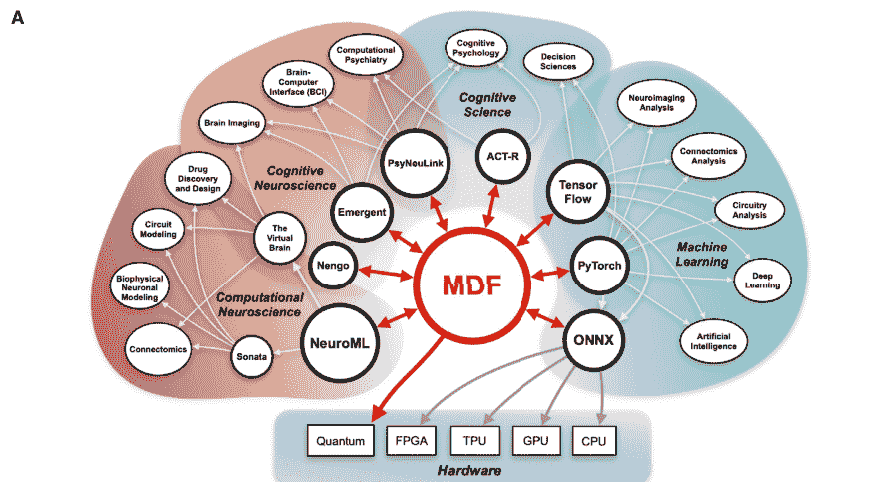 A
Computational
Psychiatry
Cognitive
Psychology
Decision
Sciences
Brain-
Computer
Interface (BCI)
Neuroimaging
Analysis
Brain Imaging
Cognitive
Science
Connectomics
Analysis
PsyNeuLink
ACT-R
Drug
Discovery
and Design
Cognitive
Neuroscience
Tensor
Flow
Emergent
Circuitry
Analysis
Circuit
Modeling
The
Virtual
Brain
Machine
Learning
Nengo
PyTorch
Biophysical
Neuronal
Modeling
MDF
Deep
Learning
Computational
Neuroscience
NeuroML
ONNX
Artificial
Intelligence
Connectomics
Sonata
Quantum
FPGA
TPU
GPU
CPU
Hardware